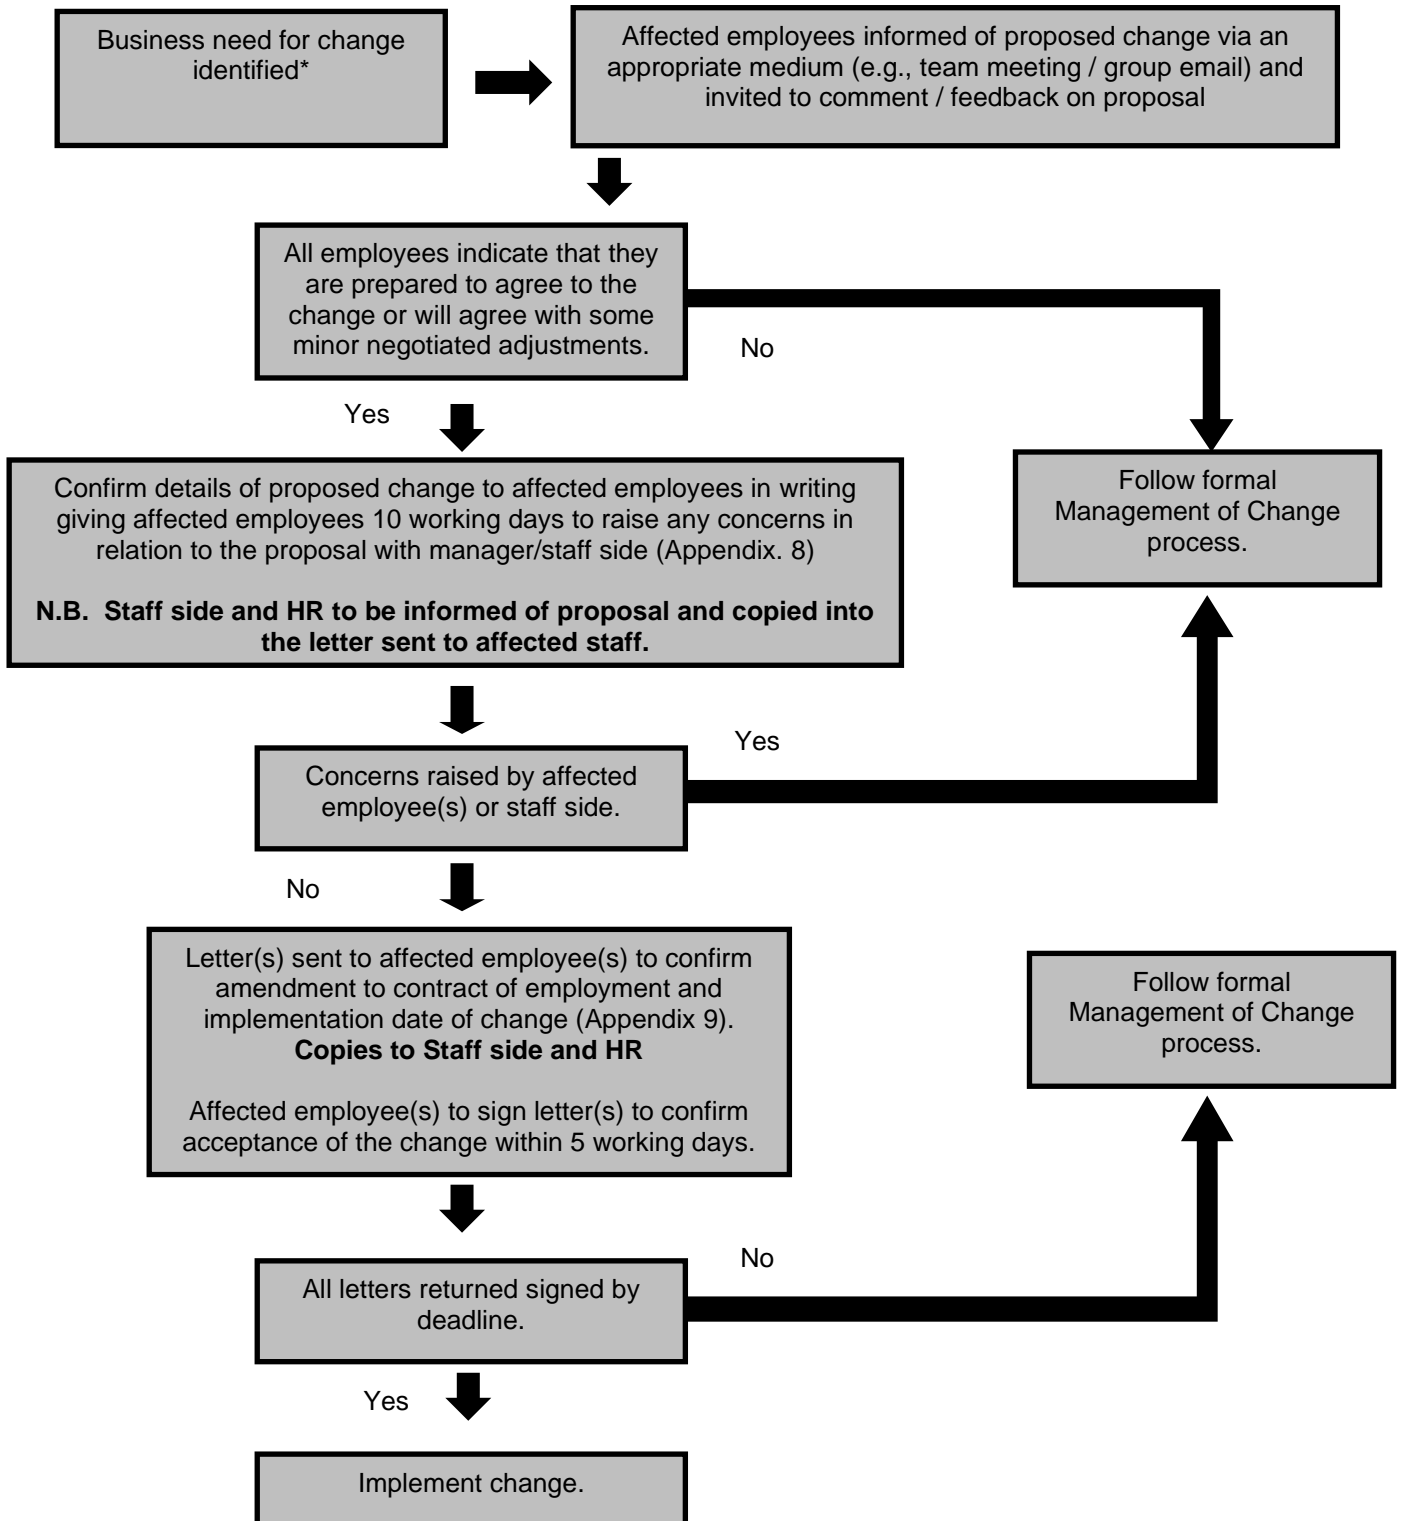 Business need for change
identified*
Affected employees informed of proposed change via an
appropriate medium (e.g., team meeting / group email) and
invited to comment / feedback on proposal
All employees indicate that they
are prepared to agree to the
change or will agree with some
minor negotiated adjustments.
No
Yes
Confirm details of proposed change to affected employees in writing
giving affected employees 10 working days to raise any concerns in
relation to the proposal with manager/staff side (Appendix. 8)
N.B.  Staff side and HR to be informed of proposal and copied into
the letter sent to affected staff.
Follow formal
Management of Change
process.
Yes
Concerns raised by affected
employee(s) or staff side.
No
Letter(s) sent to affected employee(s) to confirm
amendment to contract of employment and
implementation date of change (Appendix 9).
Copies to Staff side and HR
Affected employee(s) to sign letter(s) to confirm
acceptance of the change within 5 working days.
Follow formal
Management of Change
process.
No
All letters returned signed by
deadline.
Yes
Implement change.